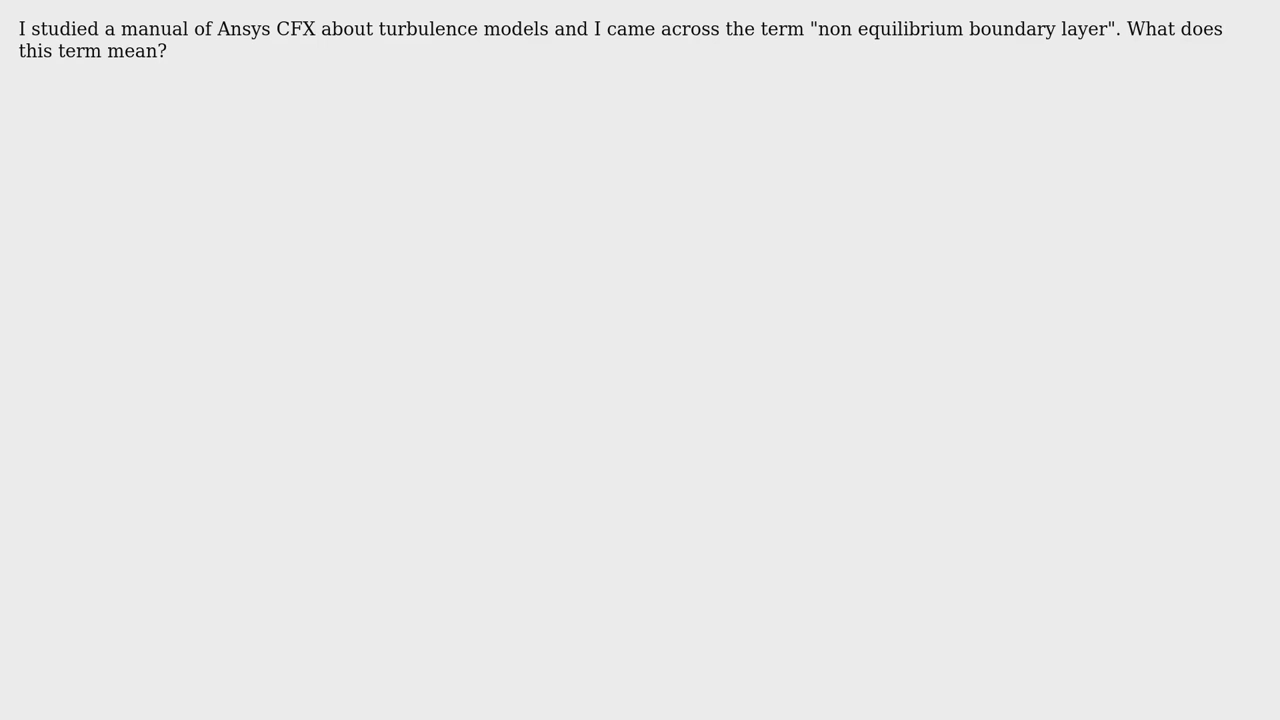 I studied a manual of Ansys CFX about turbulence models and I came across the term "non equilibrium boundary layer". What does
this term mean?